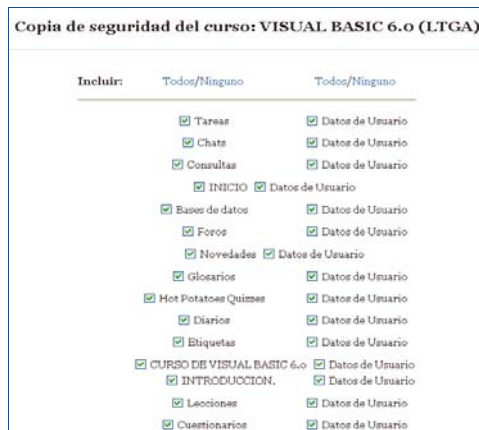 Copia de seguridad del curso: VISUAL BASIC 6.0 (LTGA)
Incluir: Todos/Ninguno Todos/Ninguno
Tareas Datos de Usuario
Chats Datos de Usuario
Consultas Datos de Usuario
INICIO Datos de Usuario
Bases de datos Datos de Usuario
Foros Datos de Usuario
Novedades Datos de Usuario
Glosarios Datos de Usuario
Hot Potatoes Quizzes Datos de Usuario
Diarios Datos de Usuario
Etiquetas Datos de Usuario
CURSO DE VISUAL BASIC 6.0 Datos de Usuario
INTRODUCCION. Datos de Usuario
Lecciones Datos de Usuario
Cuestionarios Datos de Usuario